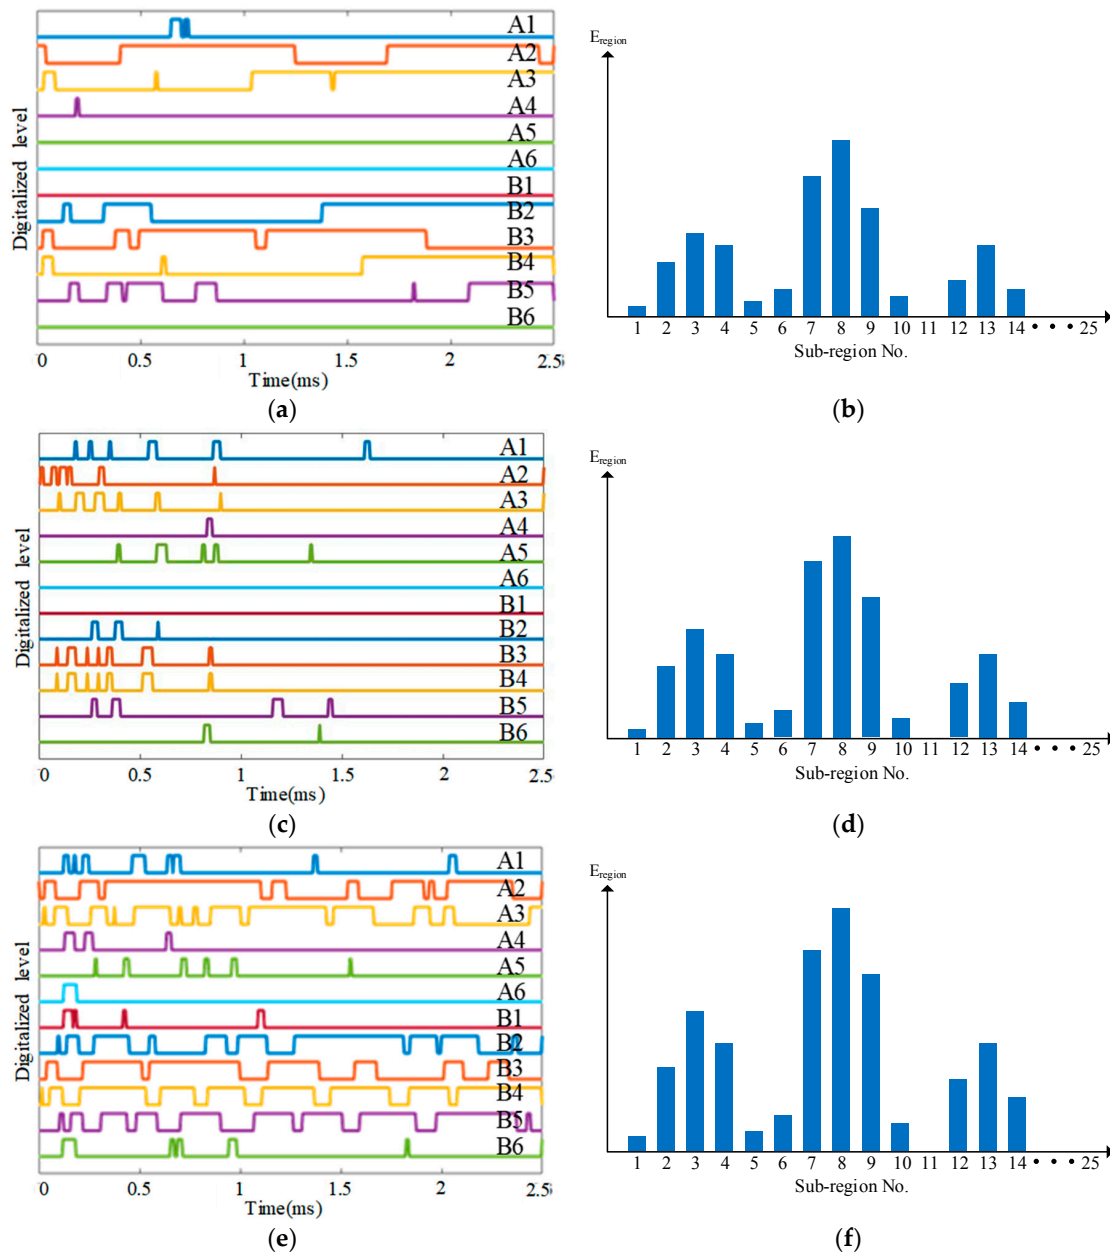 A1
A2
A3
A4
A5
A6
B1
B2
B3
B4
B5
B6
Digitalized level
0 0.5 1 1.5 2 2.5
Time(ms)
(a)
Eregion
1 2 3 4 5 6 7 8 9 10 11 12 13 14 • • • 25
Sub-region No.
(b)
A1
A2
A3
A4
A5
A6
B1
B2
B3
B4
B5
B6
Digitalized level
0 0.5 1 1.5 2 2.5
Time(ms)
(c)
Eregion
1 2 3 4 5 6 7 8 9 10 11 12 13 14 • • • 25
Sub-region No.
(d)
A1
A2
A3
A4
A5
A6
B1
B2
B3
B4
B5
B6
Digitalized level
0 0.5 1 1.5 2 2.5
Time(ms)
(e)
Eregion
1 2 3 4 5 6 7 8 9 10 11 12 13 14 • • • 25
Sub-region No.
(f)